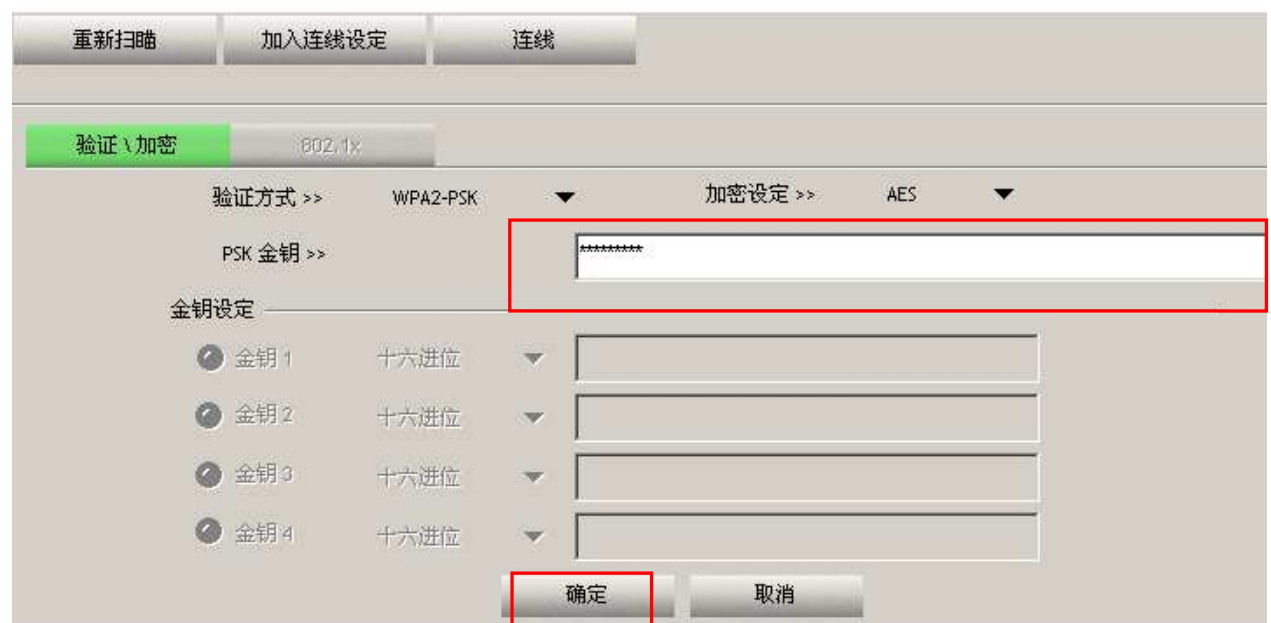 重新扫瞄 加入连线设定 连线
验证\加密 802.1x
验证方式 >> WPA2-PSK 加密设定 >> AES
PSK 金钥 >> *********
金钥设定
金钥 1 十六进位
金钥 2 十六进位
金钥 3 十六进位
金钥 4 十六进位
确定 取消